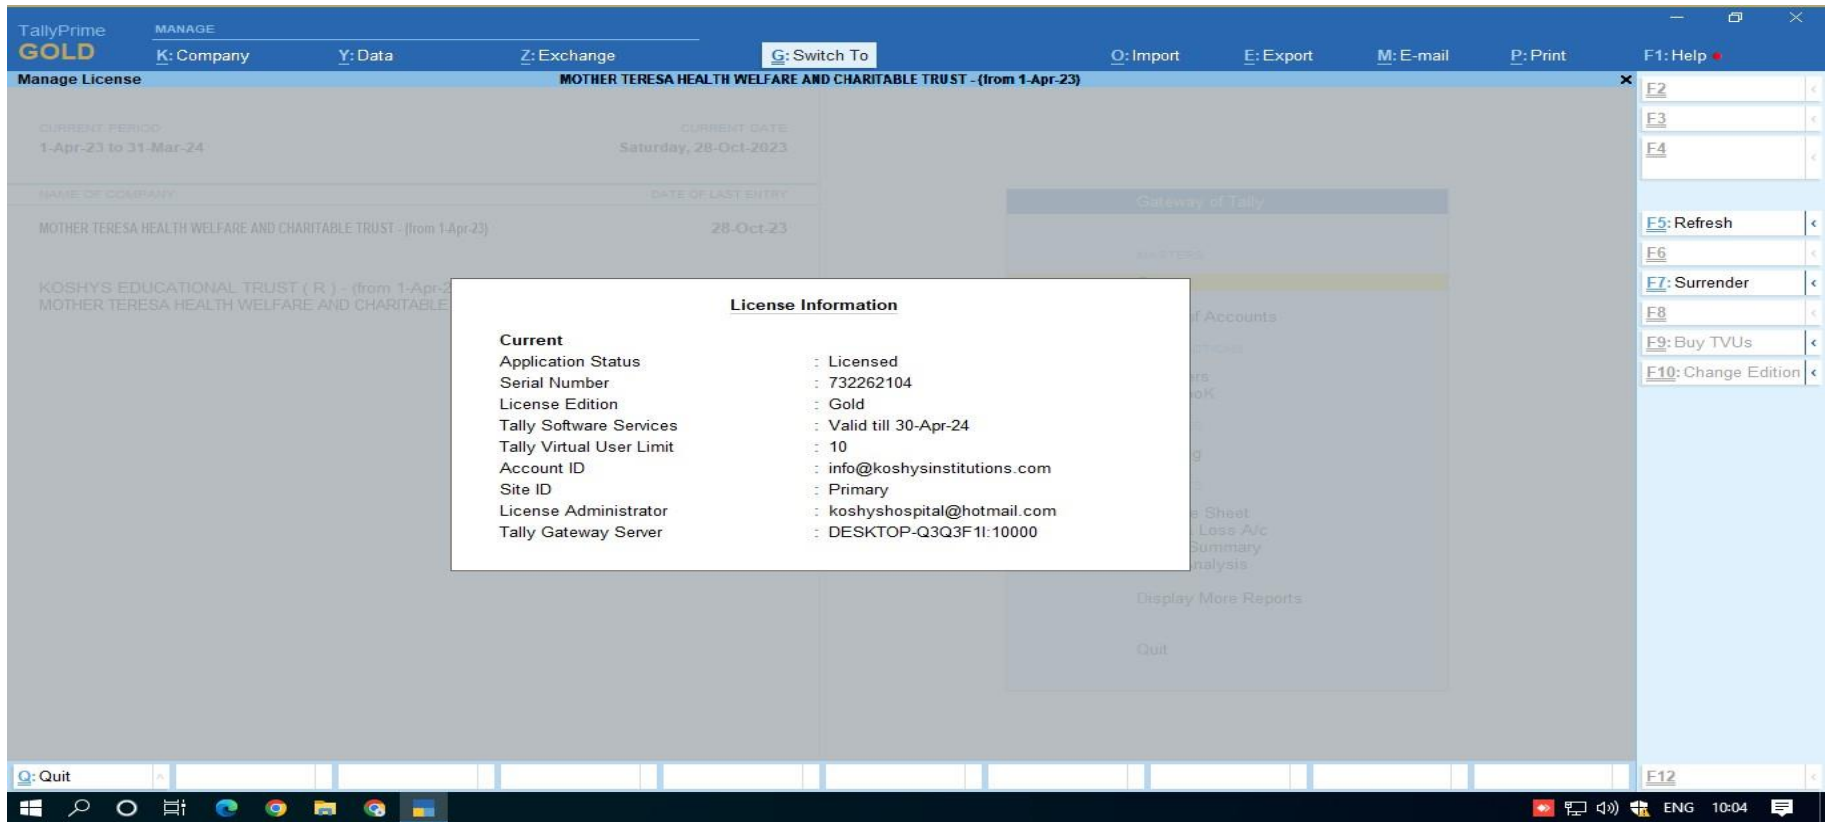 TallyPrime
GOLD
MANAGE
K: Company
Y: Data
Z: Exchange
G: Switch To
O: Import
E: Export
M: E-mail
P: Print
F1: Help
Manage License
MOTHER TERESA HEALTH WELFARE AND CHARITABLE TRUST - (from 1-Apr-23)
CURRENT PERIOD
CURRENT DATE
1-Apr-23 to 31-Mar-24
Saturday, 28-Oct-2023
NAME OF COMPANY
DATE OF LAST ENTRY
MOTHER TERESA HEALTH WELFARE AND CHARITABLE TRUST - (from 1-Apr-23)
28-Oct-23
KOSHYS EDUCATIONAL TRUST ( R ) - (from 1-Apr-2
MOTHER TERESA HEALTH WELFARE AND CHARITABLE
Gateway of Tally
MASTERS
of Accounts
Sheet
Loss A/c
Summary
Display More Reports
Quit
License Information
Current
Application Status : Licensed
Serial Number : 732262104
License Edition : Gold
Tally Software Services : Valid till 30-Apr-24
Tally Virtual User Limit : 10
Account ID : info@koshysinstitutions.com
Site ID : Primary
License Administrator : koshyshospital@hotmail.com
Tally Gateway Server : DESKTOP-Q3Q3F1I:10000
F2
F3
F4
F5: Refresh
F6
F7: Surrender
F8
F9: Buy TVUs
F10: Change Edition
F12
Q: Quit
ENG 10:04